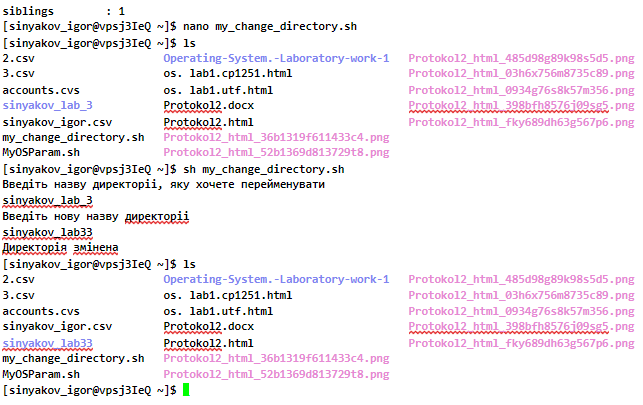 siblings        : 1
[sinyakov_igor@vpsj3IeQ ~]$ nano my_change_directory.sh
[sinyakov_igor@vpsj3IeQ ~]$ ls
2.csv                    Operating-System.-Laboratory-work-1   Protokol2_html_485d98g89k98s5d5.png
3.csv                    os. lab1.cp1251.html                  Protokol2_html_03h6x756m8735c89.png
accounts.cvs             os. lab1.utf.html                     Protokol2_html_0934g76s8k57m356.png
sinyakov_lab_3           Protokol2.docx                        Protokol2_html_398bfh8576j09sg5.png
sinyakov_igor.csv        Protokol2.html                        Protokol2_html_fky689dh63g567p6.png
my_change_directory.sh   Protokol2_html_36b1319f611433c4.png
MyOSParam.sh             Protokol2_html_52b1369d813729t8.png
[sinyakov_igor@vpsj3IeQ ~]$ sh my_change_directory.sh
Введіть назву директоріі, яку хочете перейменувати
sinyakov_lab_3
Введіть нову назву директоріі
sinyakov_lab33
Директорія змінена
[sinyakov_igor@vpsj3IeQ ~]$ ls
2.csv                    Operating-System.-Laboratory-work-1   Protokol2_html_485d98g89k98s5d5.png
3.csv                    os. lab1.cp1251.html                  Protokol2_html_03h6x756m8735c89.png
accounts.cvs             os. lab1.utf.html                     Protokol2_html_0934g76s8k57m356.png
sinyakov_igor.csv        Protokol2.docx                        Protokol2_html_398bfh8576j09sg5.png
sinyakov_lab33           Protokol2.html                        Protokol2_html_fky689dh63g567p6.png
my_change_directory.sh   Protokol2_html_36b1319f611433c4.png
MyOSParam.sh             Protokol2_html_52b1369d813729t8.png
[sinyakov_igor@vpsj3IeQ ~]$